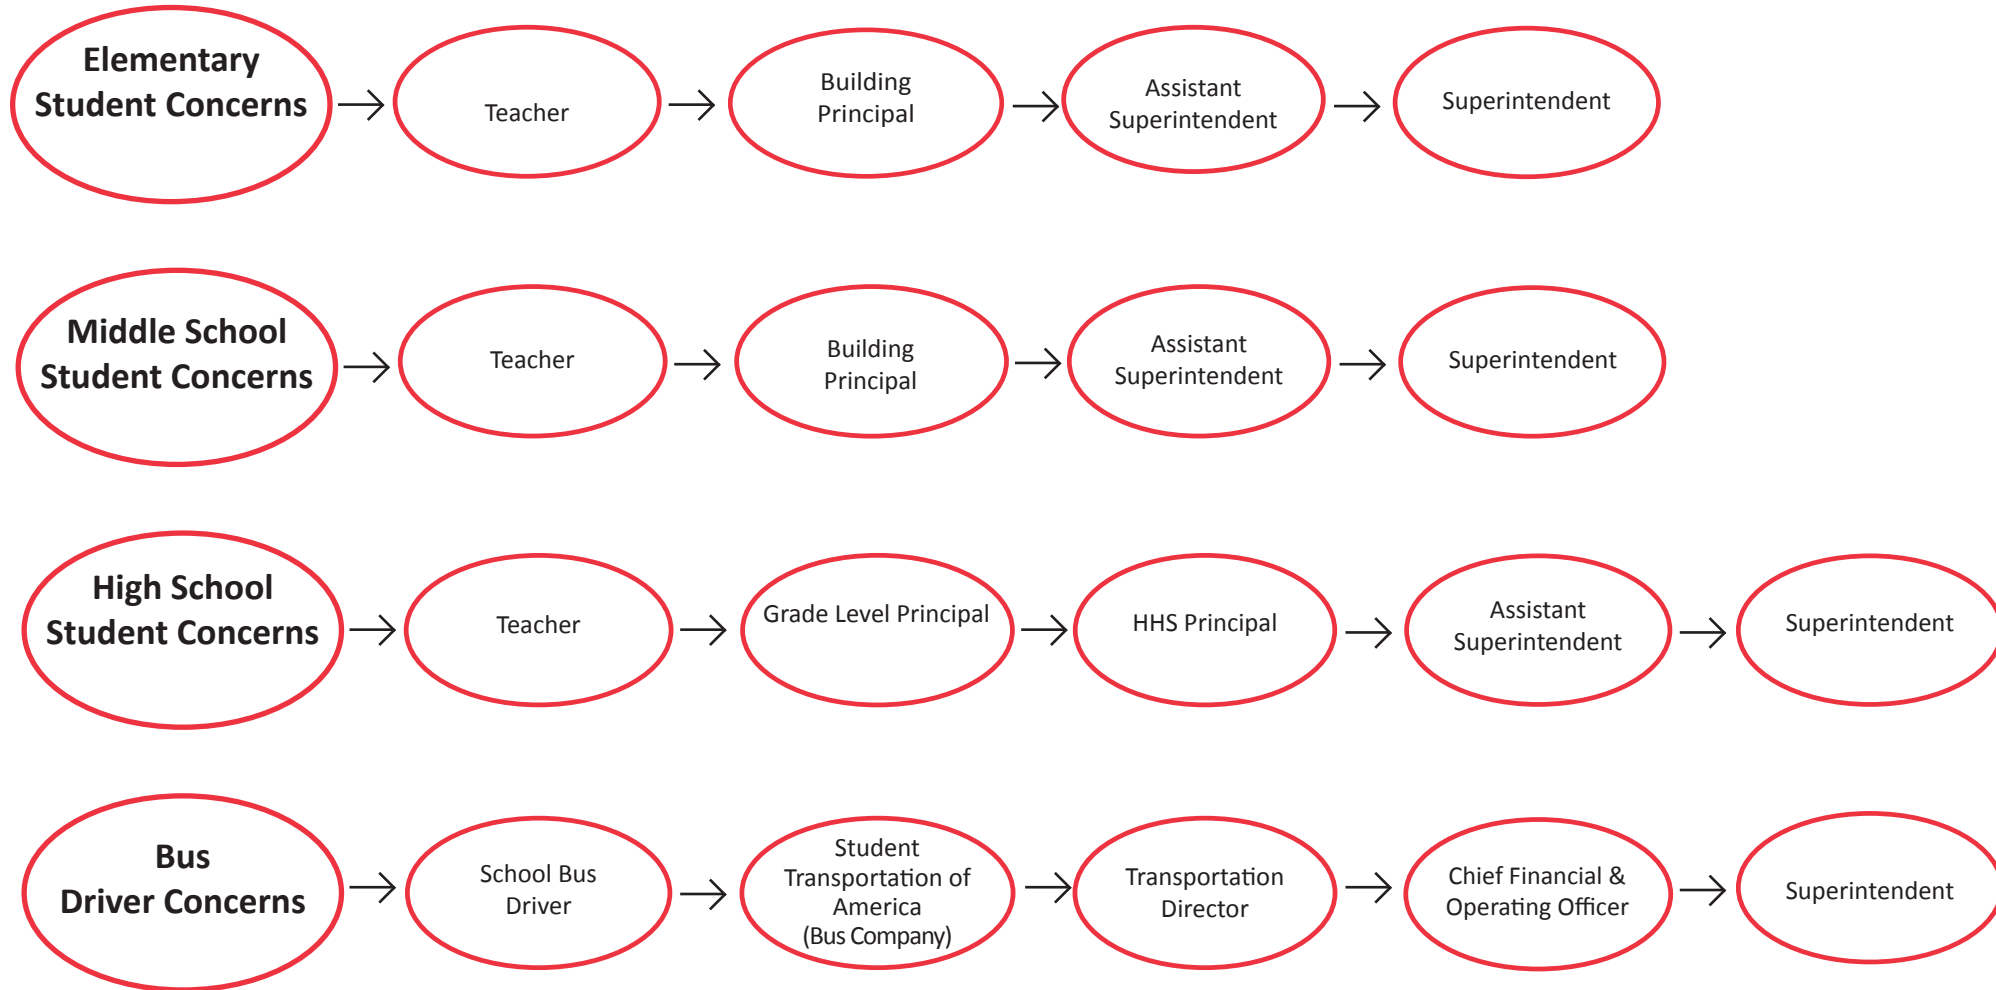 Elementary
Student Concerns
Teacher
Building
Principal
Assistant
Superintendent
Superintendent
Middle School
Student Concerns
Teacher
Building
Principal
Assistant
Superintendent
Superintendent
High School
Student Concerns
Teacher
Grade Level Principal
HHS Principal
Assistant
Superintendent
Superintendent
Bus
Driver Concerns
School Bus
Driver
Student
Transportation of
America
(Bus Company)
Transportation
Director
Chief Financial &
Operating Officer
Superintendent